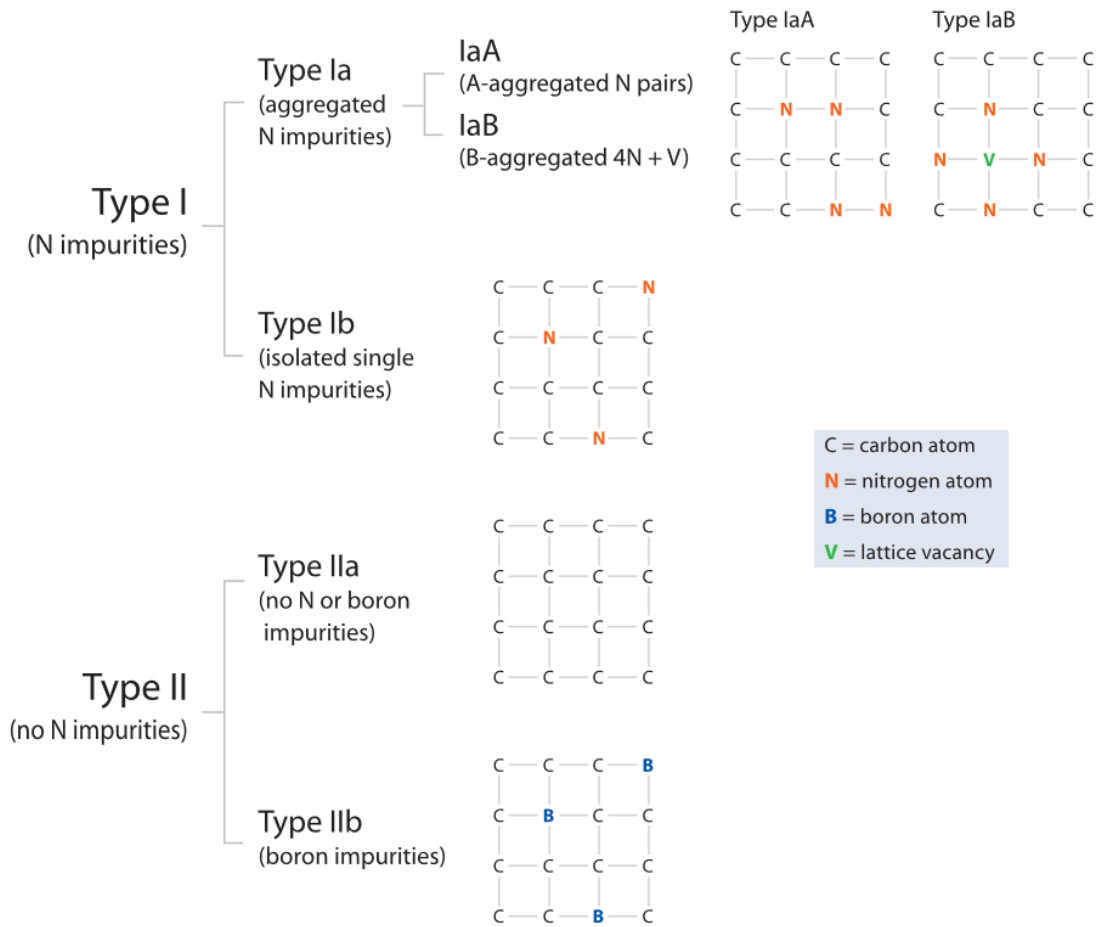 Type IaA
Type IaB
Type Ia
(aggregated
N impurities)
IaA
(A-aggregated N pairs)
IaB
(B-aggregated 4N + V)
C C C C
C N N C
C C C C
C C N N
C C C C
C N C C
N V N C
C N C C
Type I
(N impurities)
Type Ib
(isolated single
N impurities)
C C C N
C N C C
C C C C
C C N C
C = carbon atom
N = nitrogen atom
B = boron atom
V = lattice vacancy
Type IIa
(no N or boron
impurities)
C C C C
C C C C
C C C C
C C C C
Type II
(no N impurities)
Type IIb
(boron impurities)
C C C B
C B C C
C C C C
C C B C